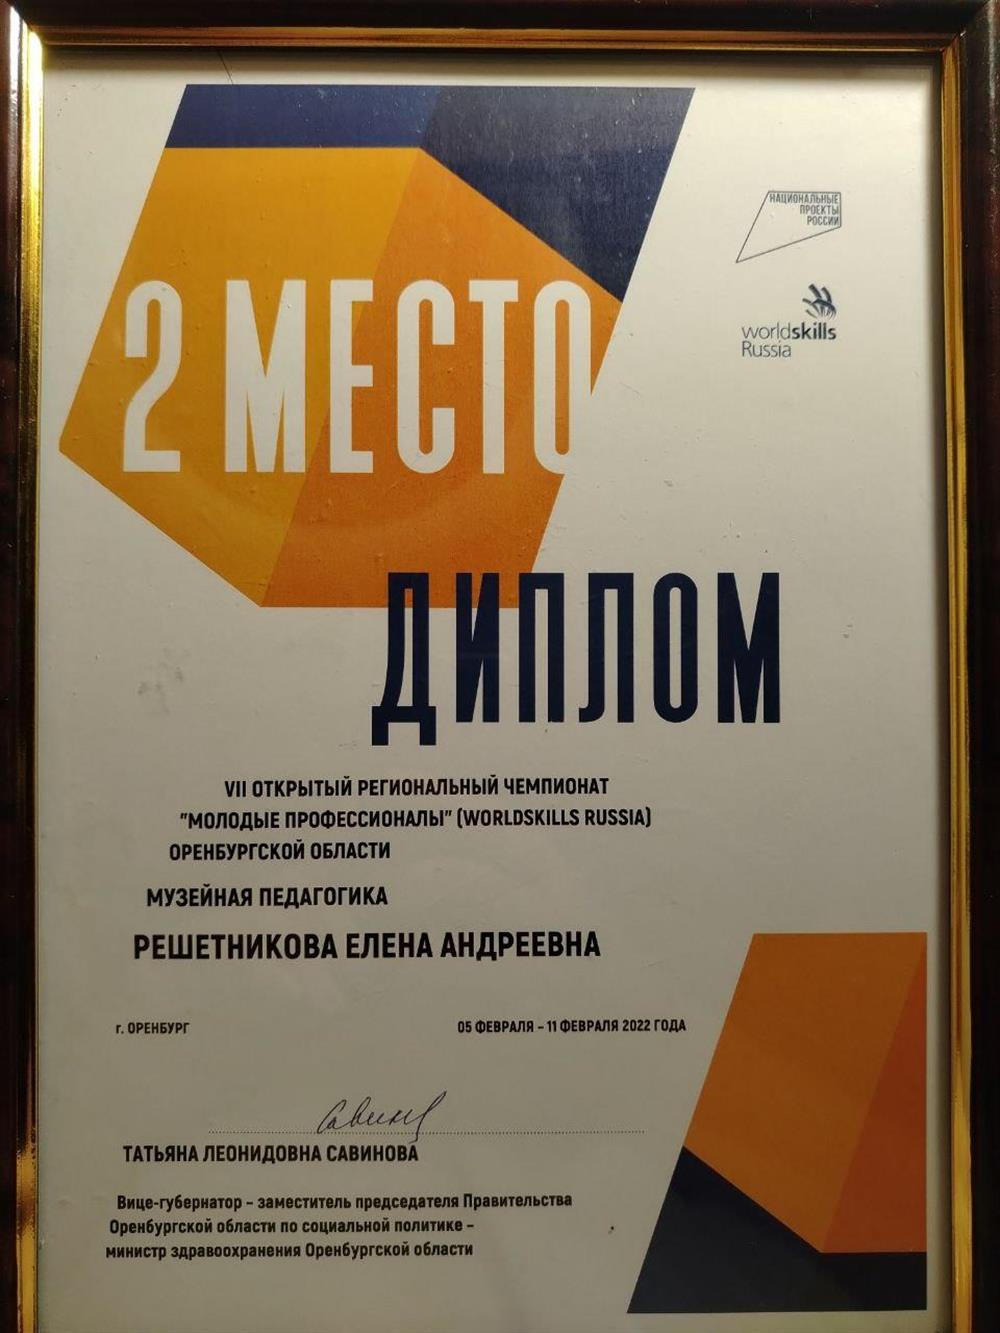 НАЦИОНАЛЬНЫЕ
ПРОЕКТЫ
РОССИИ
worldskills
Russia
2 МЕСТО
ДИПЛОМ
VII ОТКРЫТЫЙ РЕГИОНАЛЬНЫЙ ЧЕМПИОНАТ
"МОЛОДЫЕ ПРОФЕССИОНАЛЫ" (WORLDSKILLS RUSSIA)
ОРЕНБУРГСКОЙ ОБЛАСТИ
МУЗЕЙНАЯ ПЕДАГОГИКА
РЕШЕТНИКОВА ЕЛЕНА АНДРЕЕВНА
г. ОРЕНБУРГ 05 ФЕВРАЛЯ – 11 ФЕВРАЛЯ 2022 ГОДА
ТАТЬЯНА ЛЕОНИДОВНА САВИНОВА
Вице-губернатор – заместитель председателя Правительства
Оренбургской области по социальной политике –
министр здравоохранения Оренбургской области